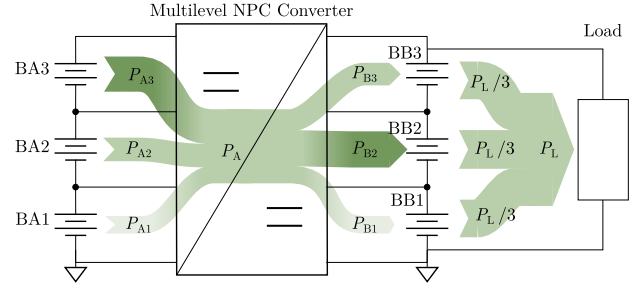 Multilevel NPC Converter
Load
BA3
P_A3
P_B3
BB3
P_L/3
BA2
P_A2
P_A
P_B2
BB2
P_L/3
P_L
BA1
P_A1
P_B1
BB1
P_L/3